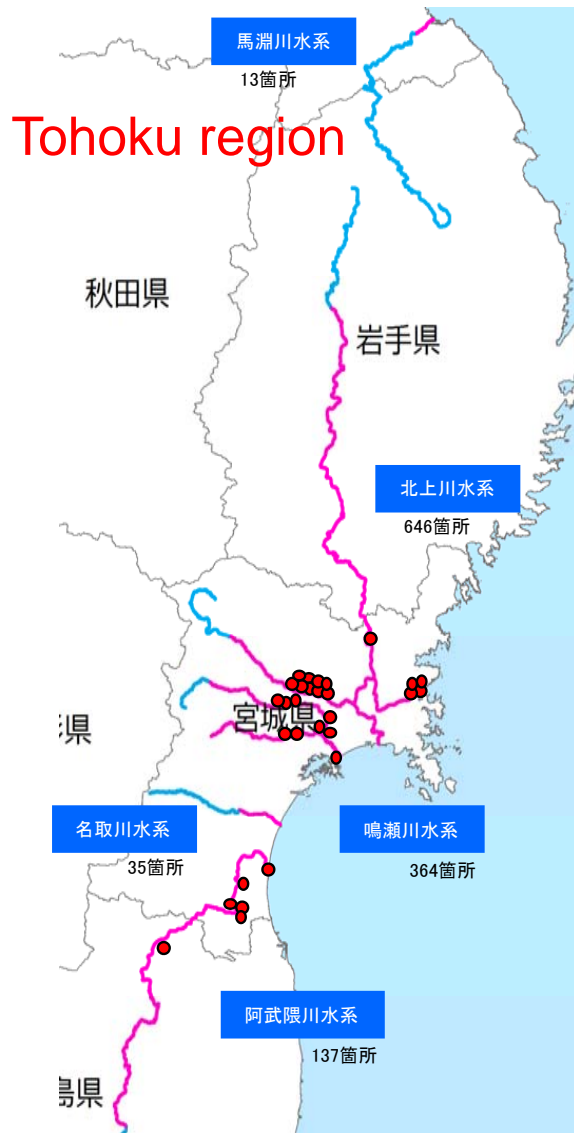 馬淵川水系
13箇所
Tohoku region
秋田県
岩手県
北上川水系
646箇所
宮城県
県
名取川水系
35箇所
鳴瀬川水系
364箇所
阿武隈川水系
137箇所
島県